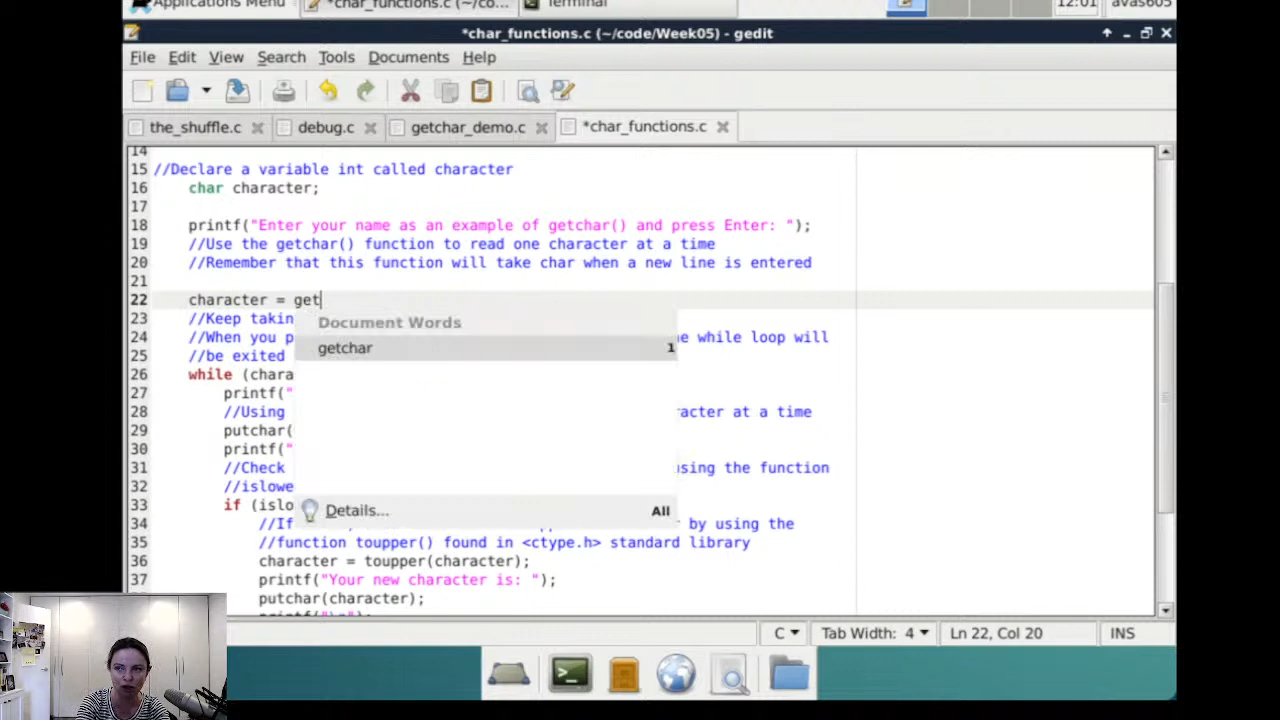 Applications Menu *char_functions.c (~/co... Terminal 12:01 avas605
*char_functions.c (~/code/Week05) - gedit
File Edit View Search Tools Documents Help
the_shuffle.c debug.c getchar_demo.c *char_functions.c
14
15 //Declare a variable int called character
16 char character;
17
18 printf("Enter your name as an example of getchar() and press Enter: ");
19 //Use the getchar() function to read one character at a time
20 //Remember that this function will take char when a new line is entered
21
22 character = get
Document Words
getchar 1
Details... All
23 //Keep takin
24 //When you p e while loop will
25 //be exited
26 while (chara
27 printf("
28 //Using racter at a time
29 putchar(
30 printf("
31 //Check sing the function
32 //islowe
33 if (islo
34 //If by using the
35 //function toupper() found in <ctype.h> standard library
36 character = toupper(character);
37 printf("Your new character is: ");
putchar(character);
C Tab Width: 4 Ln 22, Col 20 INS